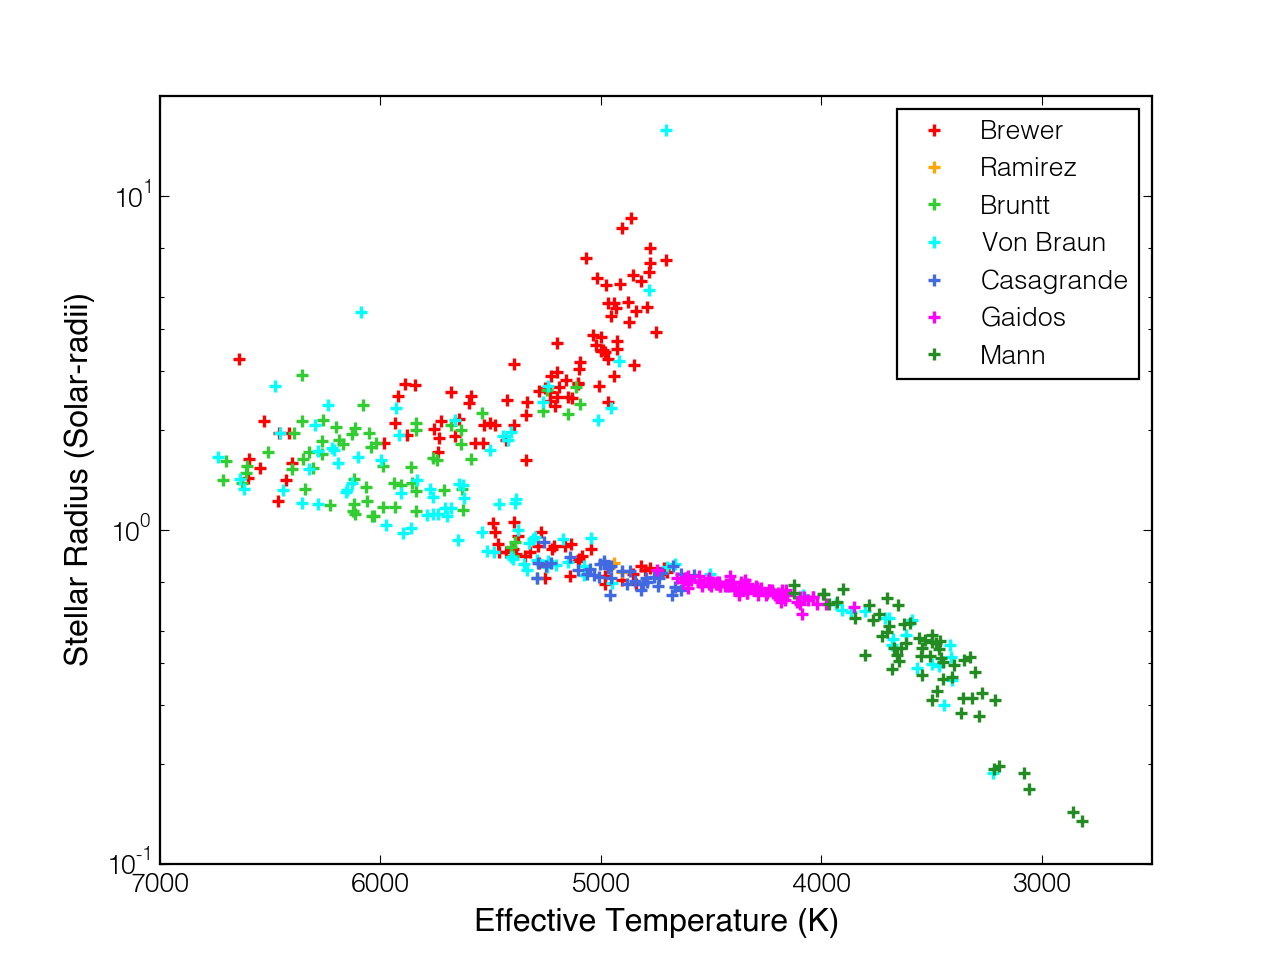 Brewer
Ramirez
Bruntt
Von Braun
Casagrande
Gaidos
Mann
10^1
10^0
10^-1
Stellar Radius (Solar-radii)
7000 6000 5000 4000 3000
Effective Temperature (K)